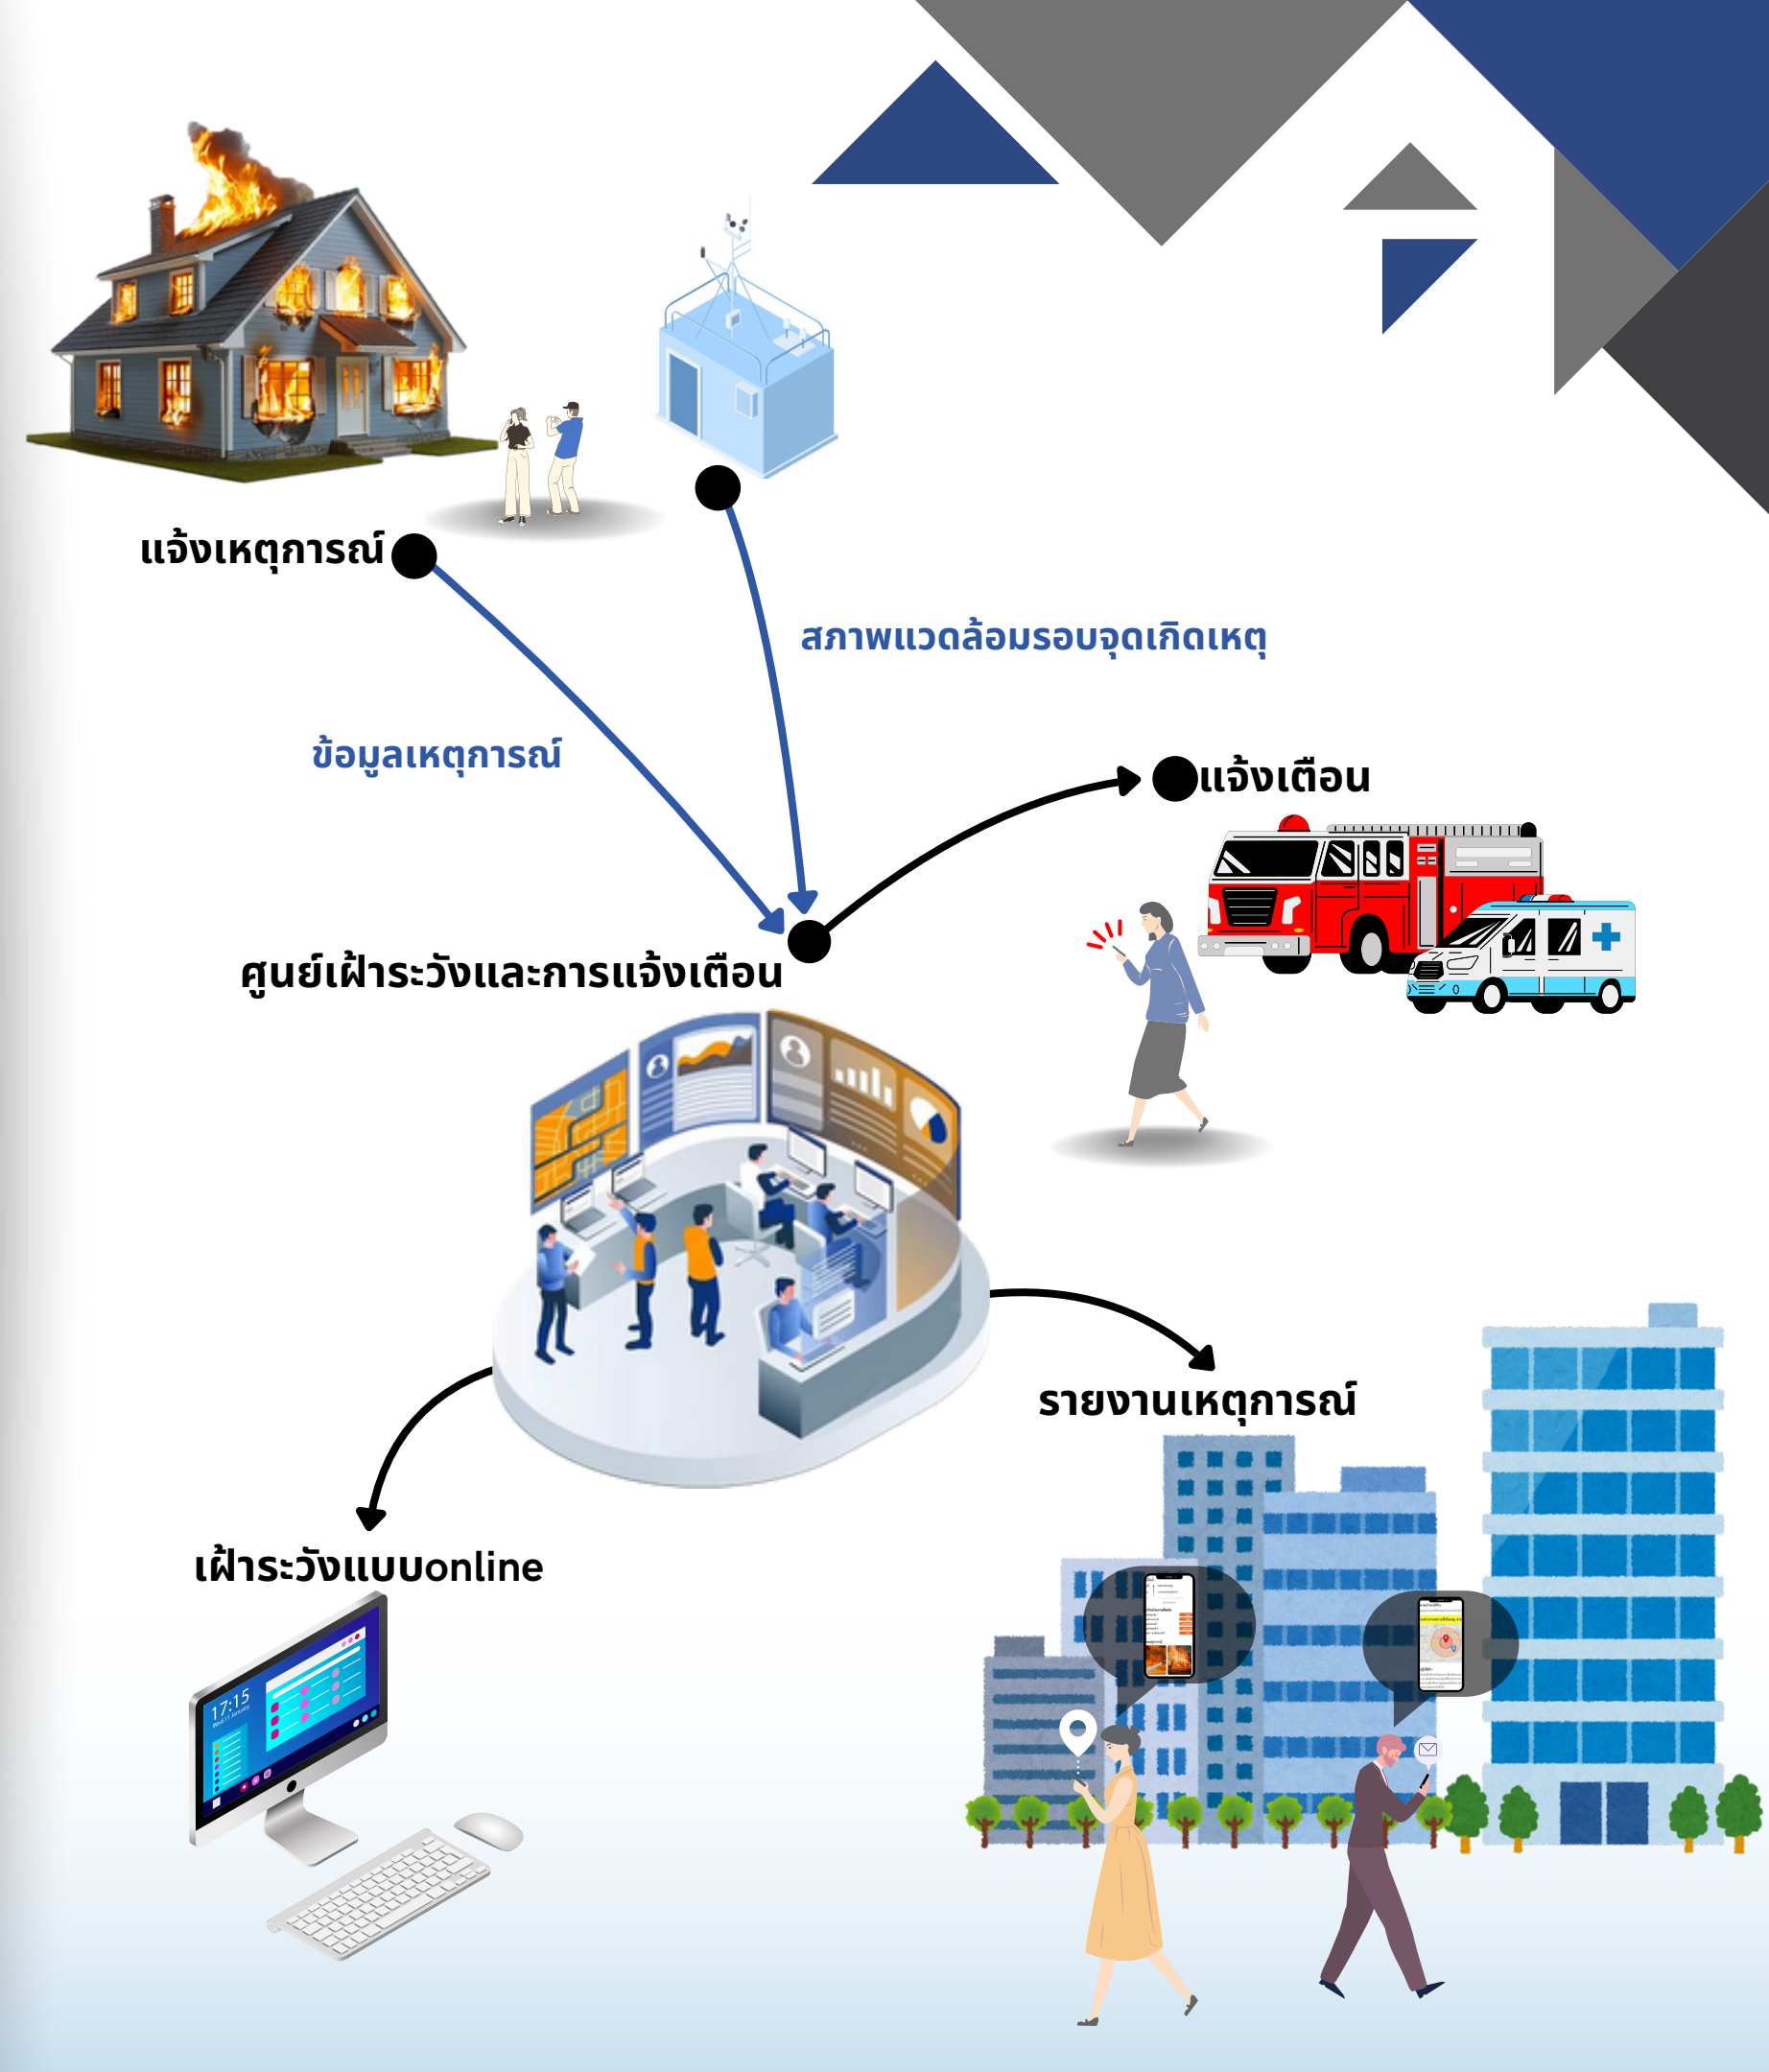 แจ้งเหตุการณ์
สภาพแวดล้อมรอบจุดเกิดเหตุ
ข้อมูลเหตุการณ์
แจ้งเตือน
ศูนย์เฝ้าระวังและการแจ้งเตือน
รายงานเหตุการณ์
เฝ้าระวังแบบonline
17:15
Wed,11 January